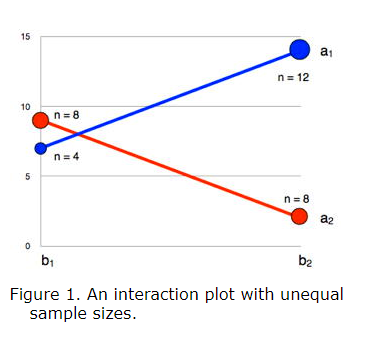 15
a₁
n = 12
10
n = 8
n = 4
5
n = 8
a₂
0
b₁
b₂
Figure 1. An interaction plot with unequal
sample sizes.